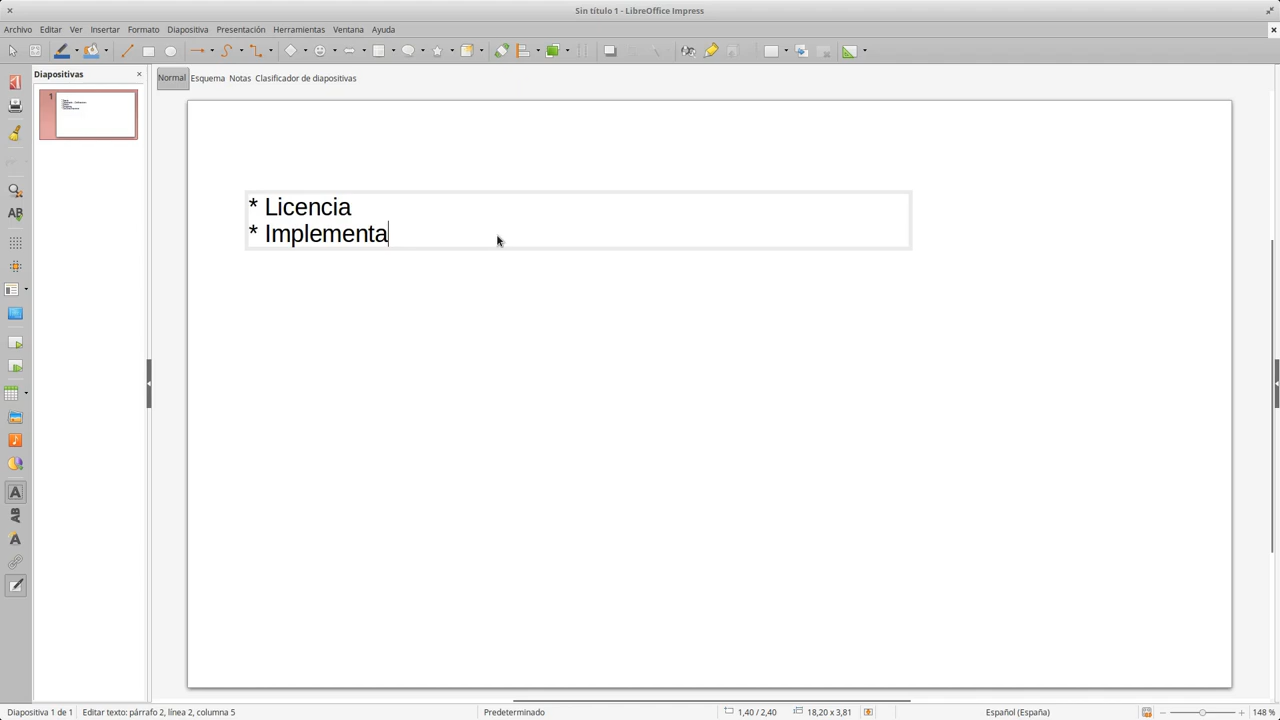 Sin título 1 - LibreOffice Impress
Archivo Editar Ver Insertar Formato Diapositiva Presentación Herramientas Ventana Ayuda
Diapositivas
Normal Esquema Notas Clasificador de diapositivas
1
* Licencia
* Implementa
Diapositiva 1 de 1 Editar texto: párrafo 2, línea 2, columna 5 Predeterminado 1,40 / 2,40 18,20 x 3,81 Español (España) 148 %